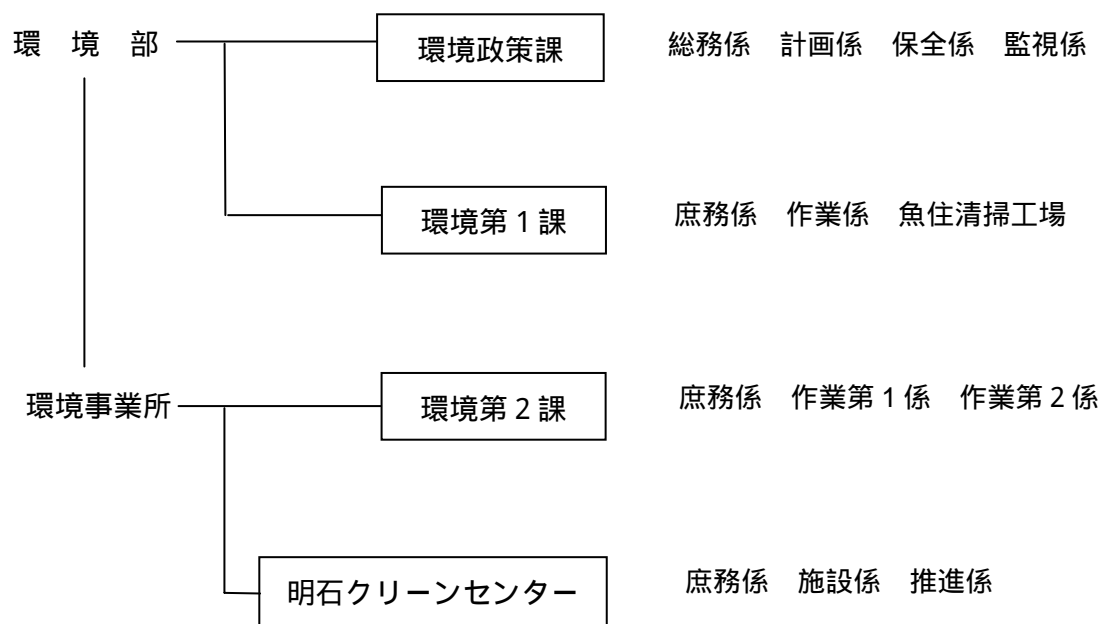 環　境　部　環境政策課　総務係　計画係　保全係　監視係
環境第１課　庶務係　作業係　魚住清掃工場
環境事業所　環境第２課　庶務係　作業第１係　作業第２係
明石クリーンセンター　庶務係　施設係　推進係